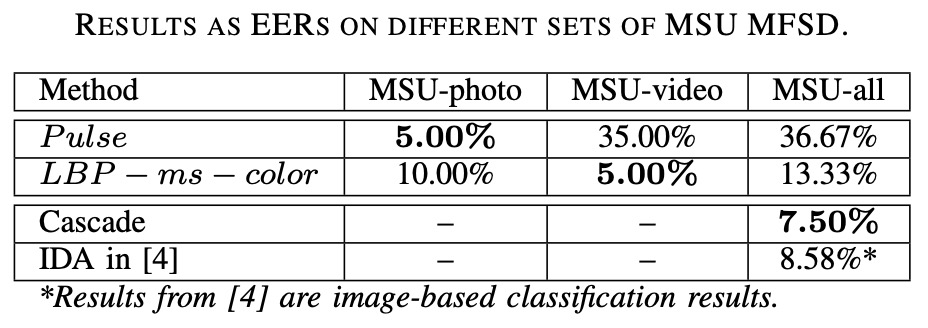 RESULTS AS EERS ON DIFFERENT SETS OF MSU MFSD.
Method MSU-photo MSU-video MSU-all
Pulse 5.00% 35.00% 36.67%
LBP − ms − color 10.00% 5.00% 13.33%
Cascade – – 7.50%
IDA in [4] – – 8.58%*
*Results from [4] are image-based classification results.